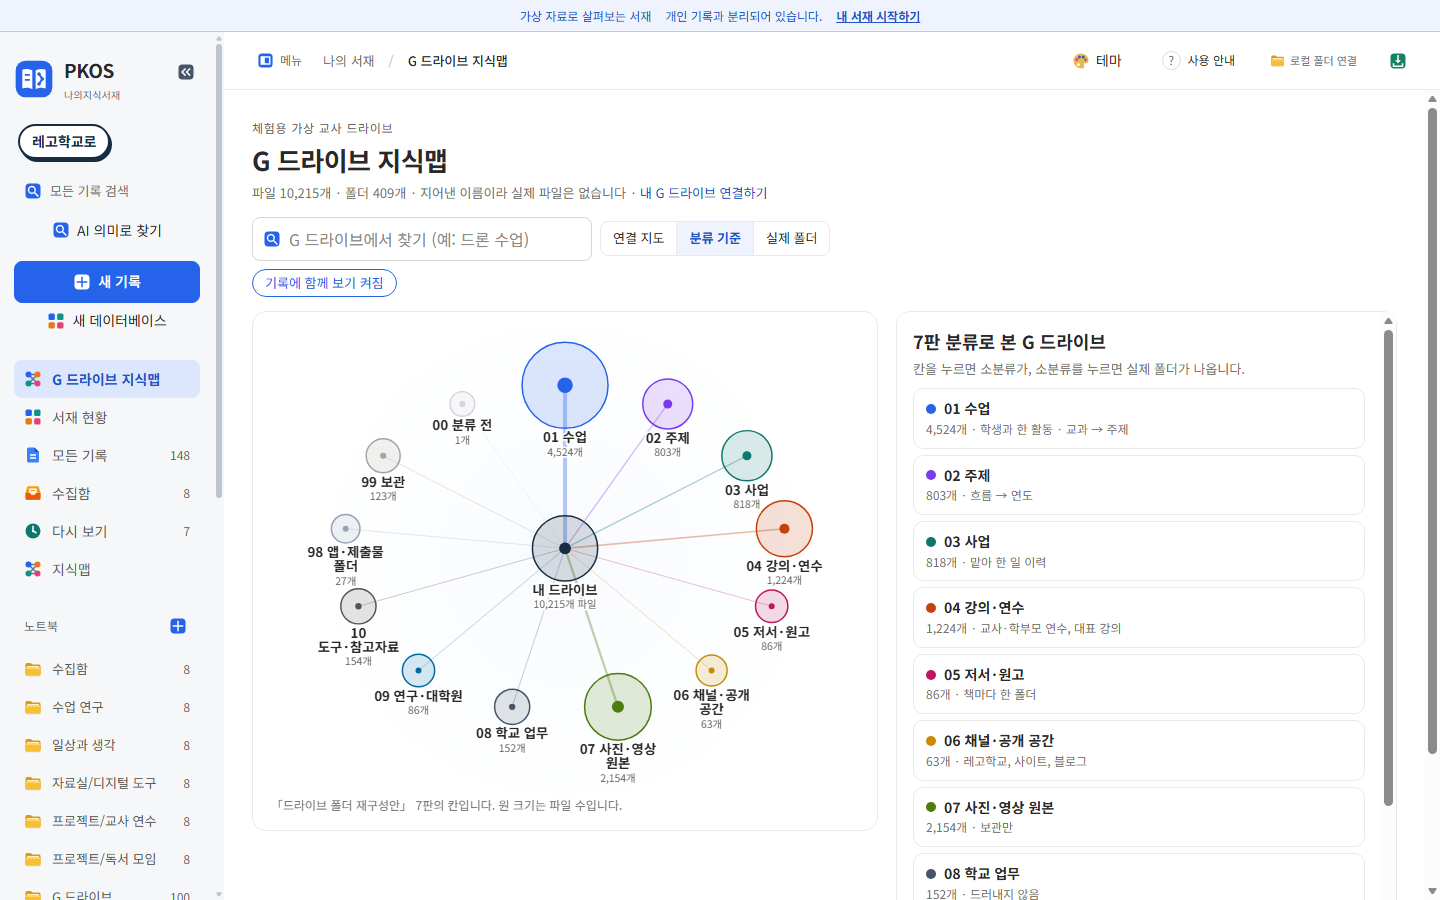 가상 자료로 살펴보는 서재 개인 기록과 분리되어 있습니다. 내 서재 시작하기
PKOS
나의지식서재
레고학교로
모든 기록 검색
AI 의미로 찾기
새 기록
새 데이터베이스
G 드라이브 지식맵
서재 현황
모든 기록 148
수집함 8
다시 보기 7
지식맵
노트북
수집함 8
수업 연구 8
일상과 생각 8
자료실/디지털 도구 8
프로젝트/교사 연수 8
프로젝트/독서 모임 8
G 드라이브 100
메뉴 나의 서재 / G 드라이브 지식맵
테마
? 사용 안내
로컬 폴더 연결
체험용 가상 교사 드라이브
G 드라이브 지식맵
파일 10,215개 · 폴더 409개 · 지어낸 이름이라 실제 파일은 없습니다 · 내 G 드라이브 연결하기
G 드라이브에서 찾기 (예: 드론 수업)
연결 지도 분류 기준 실제 폴더
기록에 함께 보기 켜짐
00 분류 전
1개
01 수업
4,524개
02 주제
803개
03 사업
818개
04 강의·연수
1,224개
05 저서·원고
86개
06 채널·공개
공간
63개
07 사진·영상
원본
2,154개
08 학교 업무
152개
09 연구·대학원
86개
10
도구·참고자료
154개
98 앱·제출물
폴더
27개
99 보관
123개
내 드라이브
10,215개 파일
「드라이브 폴더 재구성안」 7판의 칸입니다. 원 크기는 파일 수입니다.
7판 분류로 본 G 드라이브
칸을 누르면 소분류가, 소분류를 누르면 실제 폴더가 나옵니다.
01 수업
4,524개 · 학생과 한 활동 · 교과 → 주제
02 주제
803개 · 흐름 → 연도
03 사업
818개 · 맡아 한 일 이력
04 강의·연수
1,224개 · 교사·학부모 연수, 대표 강의
05 저서·원고
86개 · 책마다 한 폴더
06 채널·공개 공간
63개 · 레고학교, 사이트, 블로그
07 사진·영상 원본
2,154개 · 보관만
08 학교 업무
152개 · 드러내지 않음